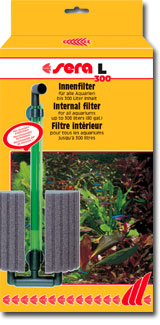 sera L
300
Innenfilter
für alle Aquarien
bis 300 Liter Inhalt
Internal filter
for all aquariums
up to 300 liters (80 gal.)
Filtre intérieur
pour tous les aquariums
jusqu'à 300 litres
sera